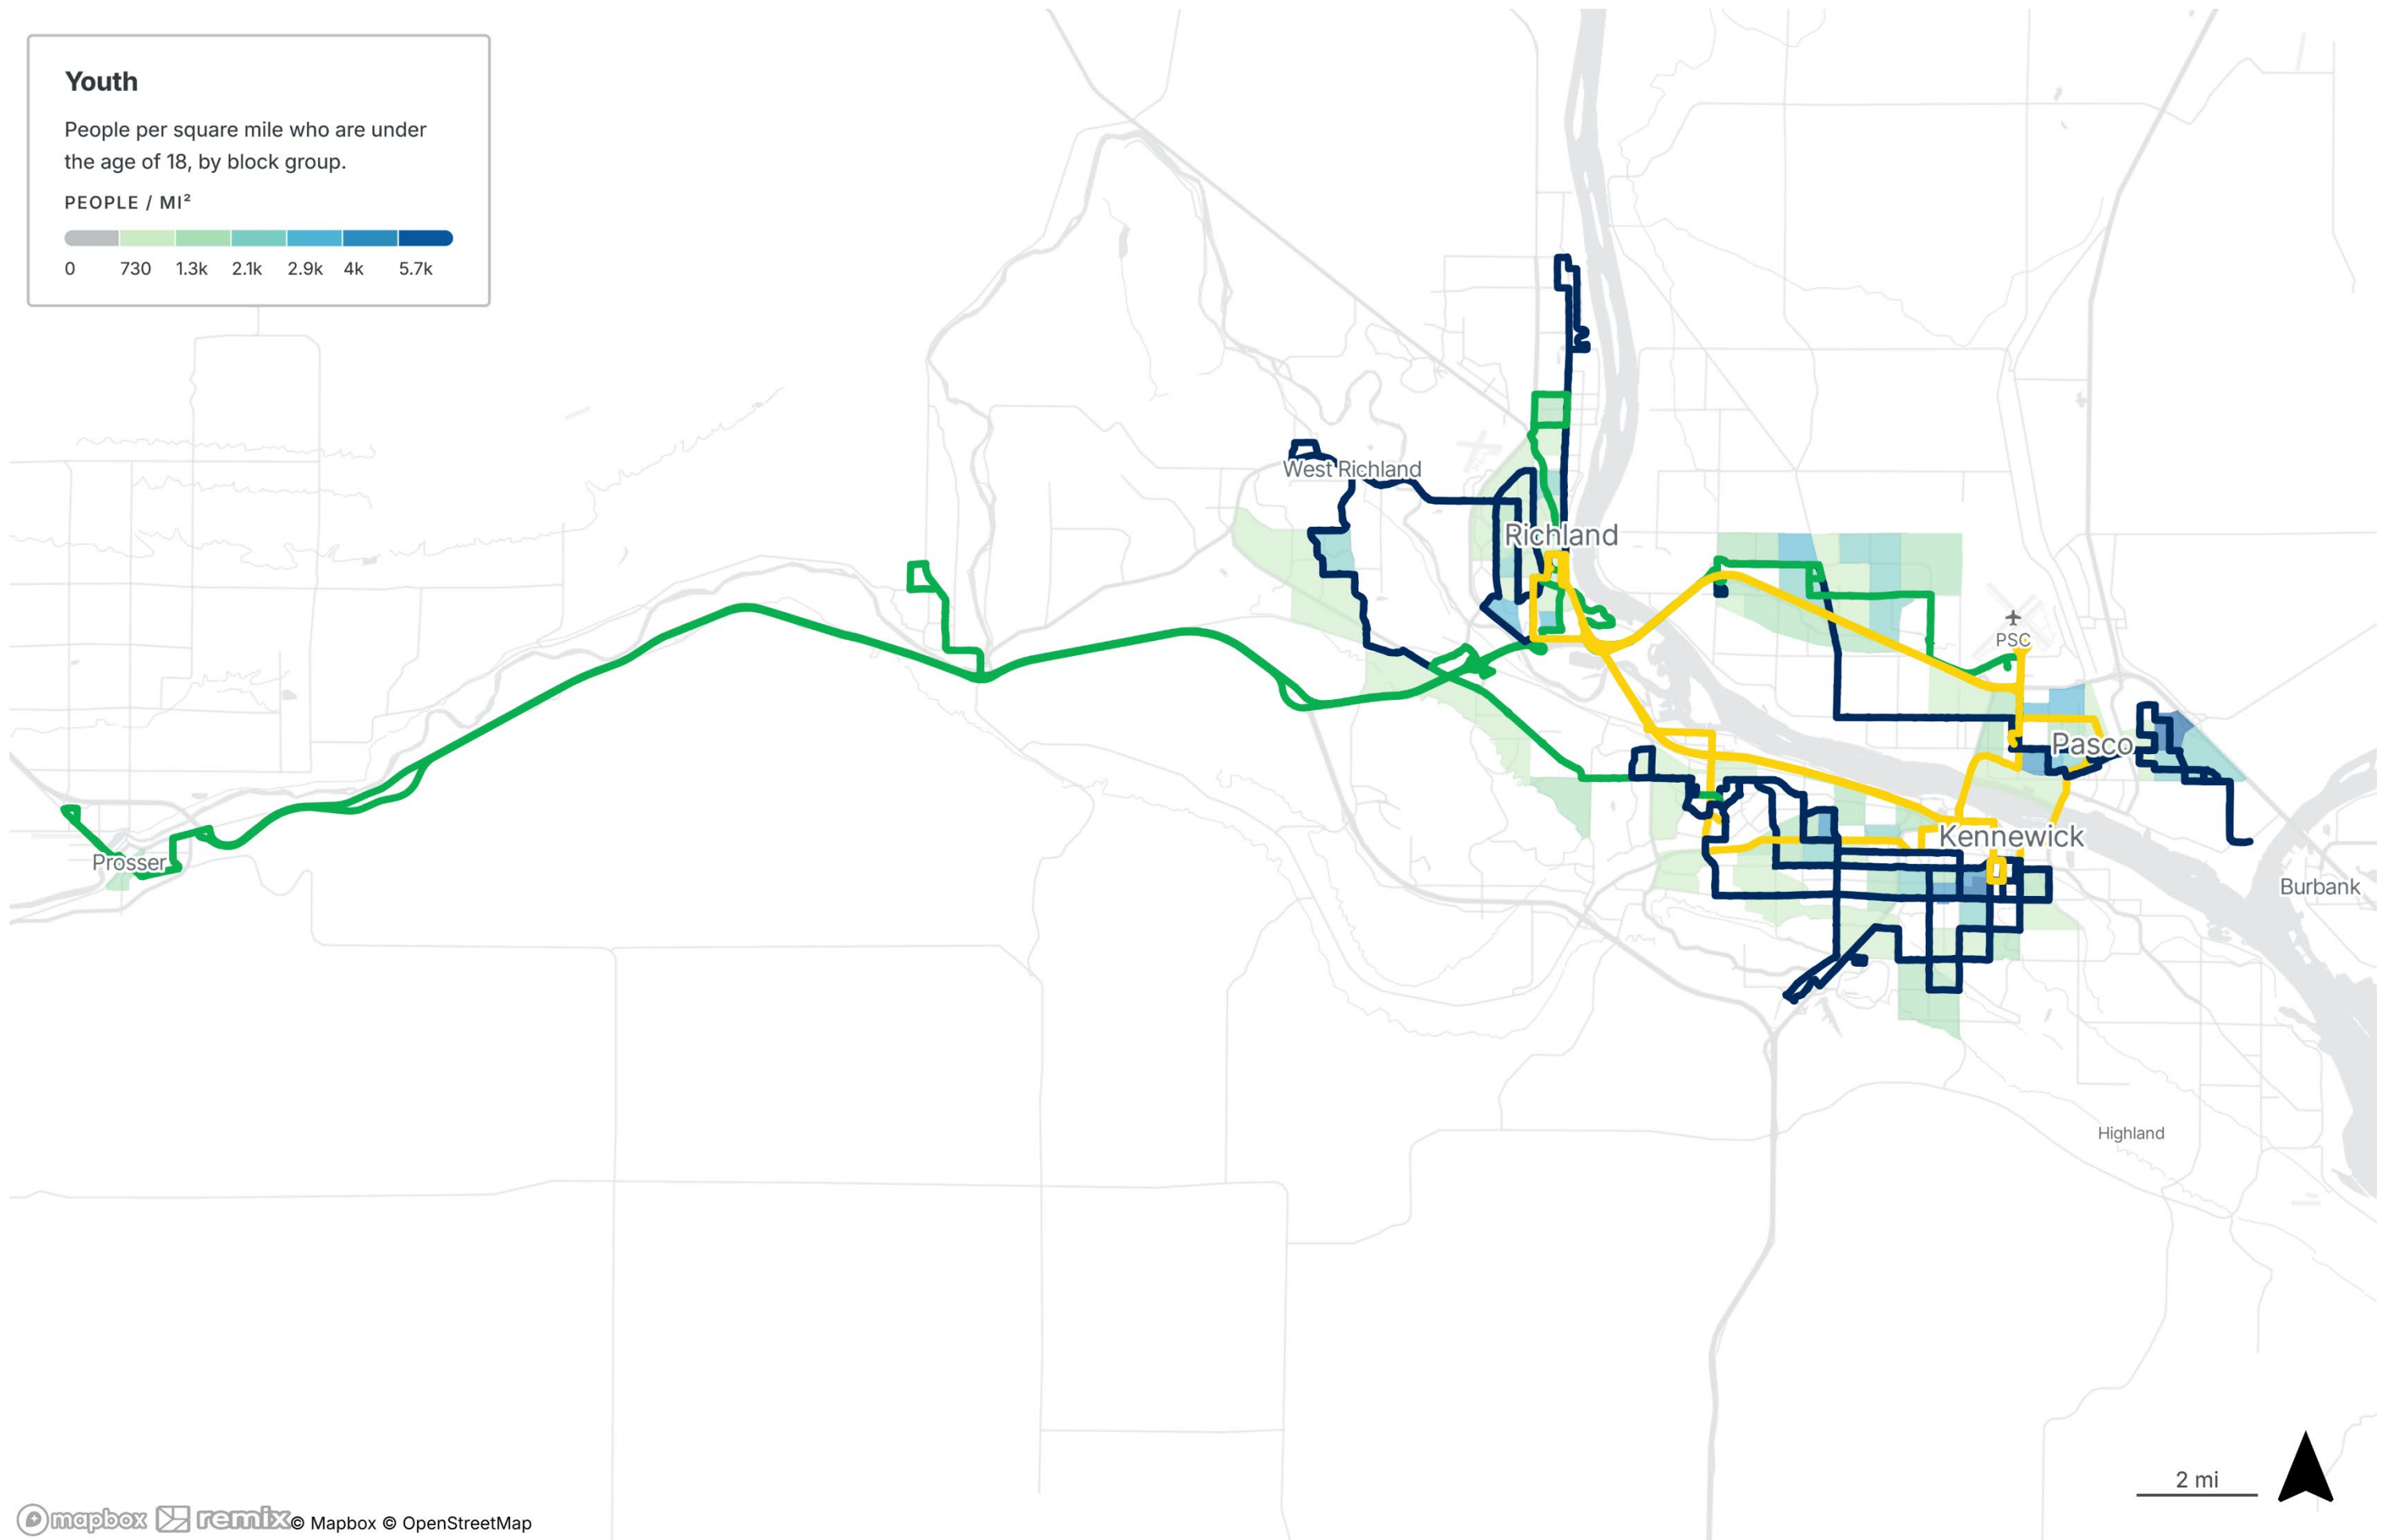 Youth
People per square mile who are under
the age of 18, by block group.
PEOPLE / MI²
0 730 1.3k 2.1k 2.9k 4k 5.7k
West Richland
Richland
PSC
Pasco
Kennewick
Prosser
Burbank
Highland
2 mi
mapbox remix © Mapbox © OpenStreetMap